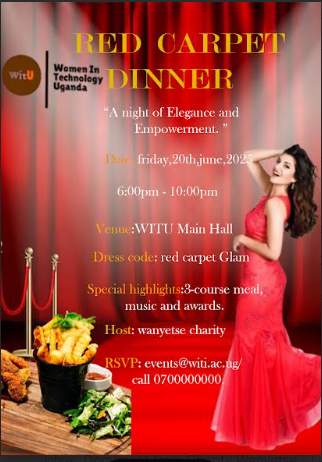 RED CARPET
DINNER
WitU
Women In
Technology
Uganda
“A night of Elegance and
Empowerment. ”
Date: friday,20th,june,2025
6:00pm - 10:00pm
Venue:WITU Main Hall
Dress code: red carpet Glam
Special highlights:3-course meal,
music and awards.
Host: wanyetse charity
RSVP: events@witi.ac.ug/
call 0700000000